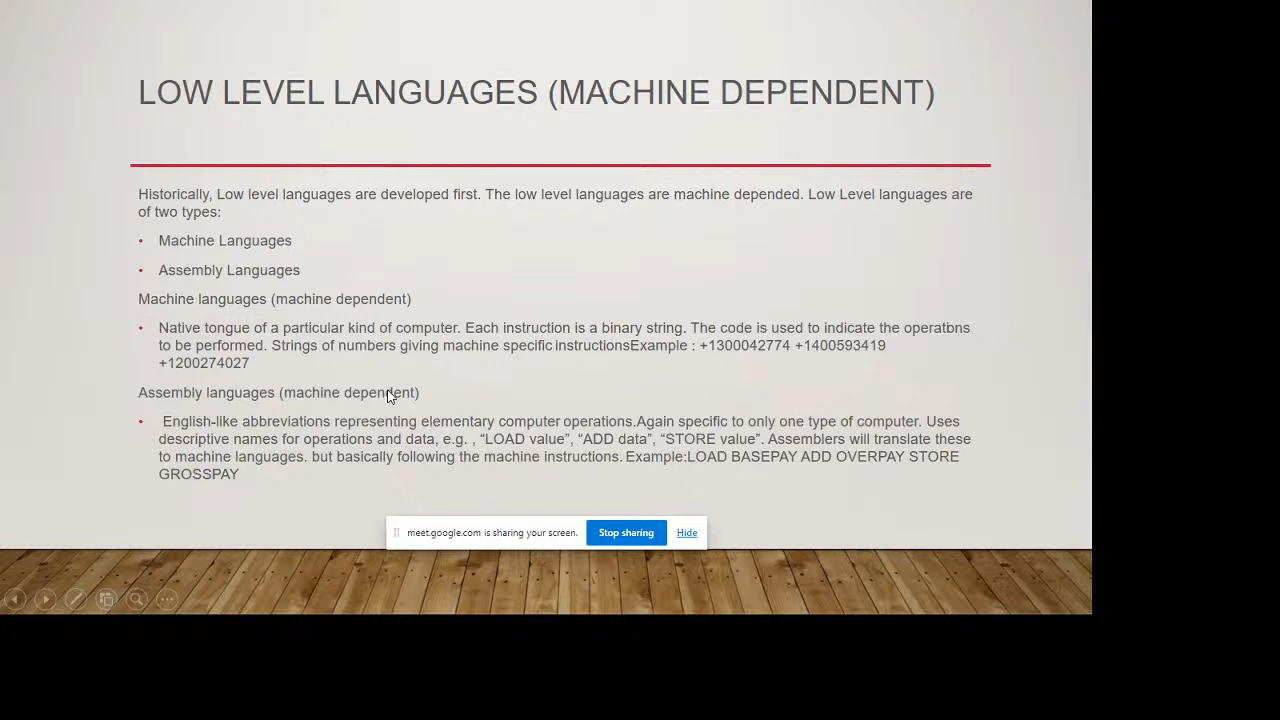 LOW LEVEL LANGUAGES (MACHINE DEPENDENT)
Historically, Low level languages are developed first. The low level languages are machine depended. Low Level languages are
of two types:
• Machine Languages
• Assembly Languages
Machine languages (machine dependent)
• Native tongue of a particular kind of computer. Each instruction is a binary string. The code is used to indicate the operatbns
to be performed. Strings of numbers giving machine specific instructionsExample : +1300042774 +1400593419
+1200274027
Assembly languages (machine dependent)
• English-like abbreviations representing elementary computer operations.Again specific to only one type of computer. Uses
descriptive names for operations and data, e.g. , “LOAD value”, “ADD data”, “STORE value”. Assemblers will translate these
to machine languages. but basically following the machine instructions. Example:LOAD BASEPAY ADD OVERPAY STORE
GROSSPAY
meet.google.com is sharing your screen. Stop sharing Hide